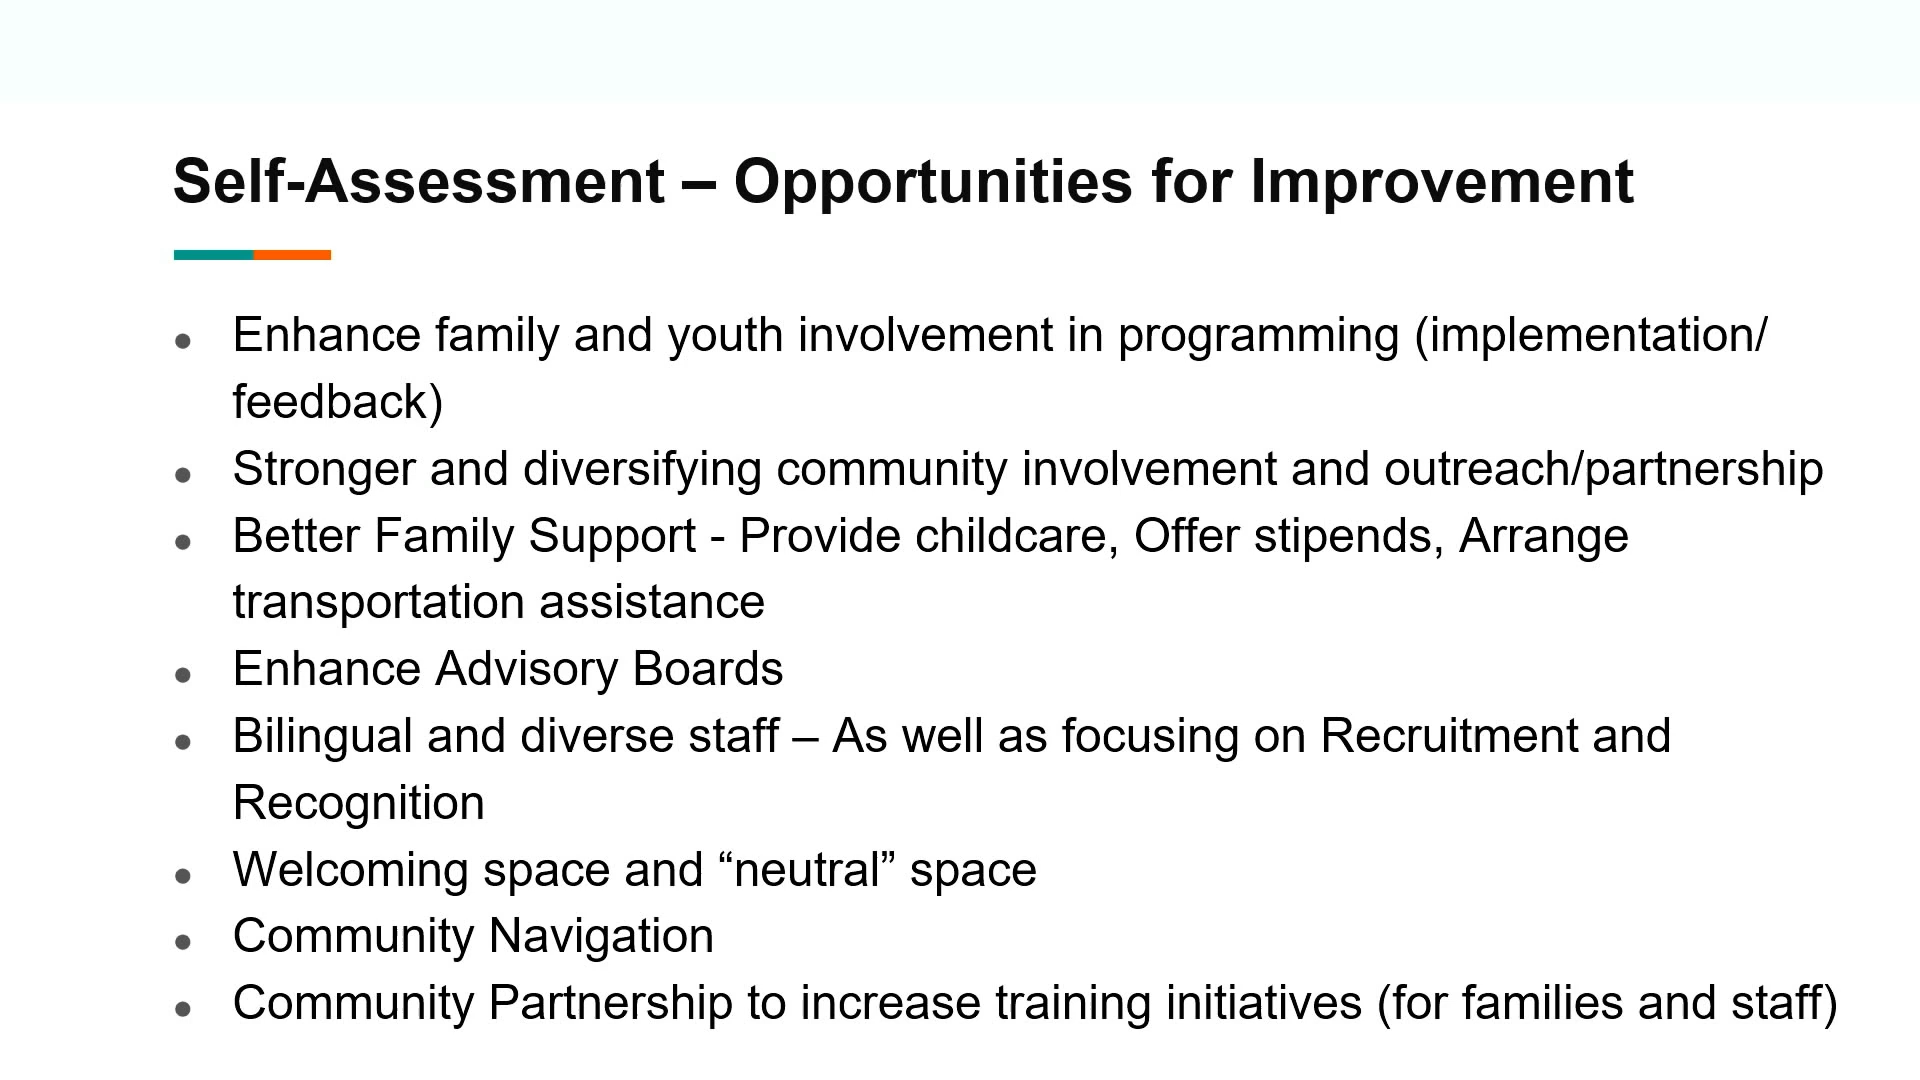 Self-Assessment – Opportunities for Improvement
● Enhance family and youth involvement in programming (implementation/
feedback)
● Stronger and diversifying community involvement and outreach/partnership
● Better Family Support - Provide childcare, Offer stipends, Arrange
transportation assistance
● Enhance Advisory Boards
● Bilingual and diverse staff – As well as focusing on Recruitment and
Recognition
● Welcoming space and “neutral” space
● Community Navigation
● Community Partnership to increase training initiatives (for families and staff)